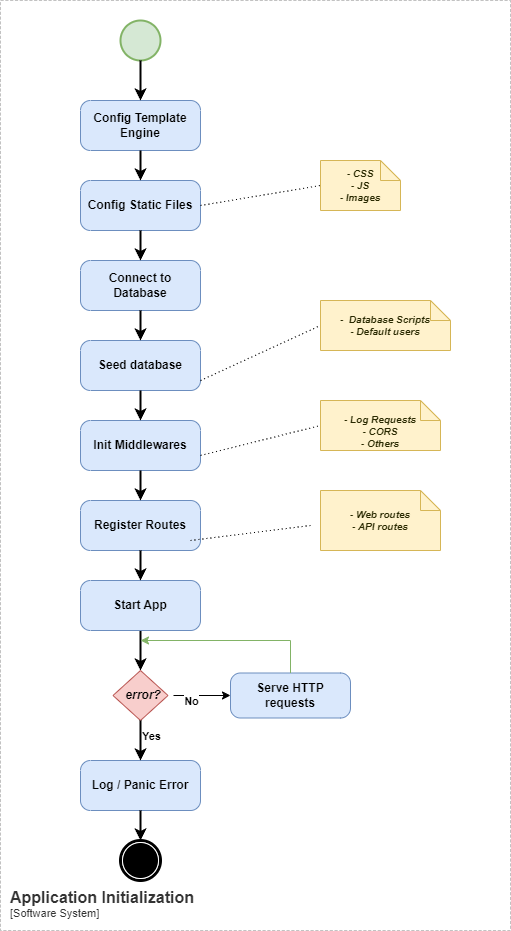 Config Template
Engine
Config Static Files
- CSS
- JS
- Images
Connect to
Database
Seed database
- Database Scripts
- Default users
Init Middlewares
- Log Requests
- CORS
- Others
Register Routes
- Web routes
- API routes
Start App
error?
No
Serve HTTP
requests
Yes
Log / Panic Error
Application Initialization
[Software System]